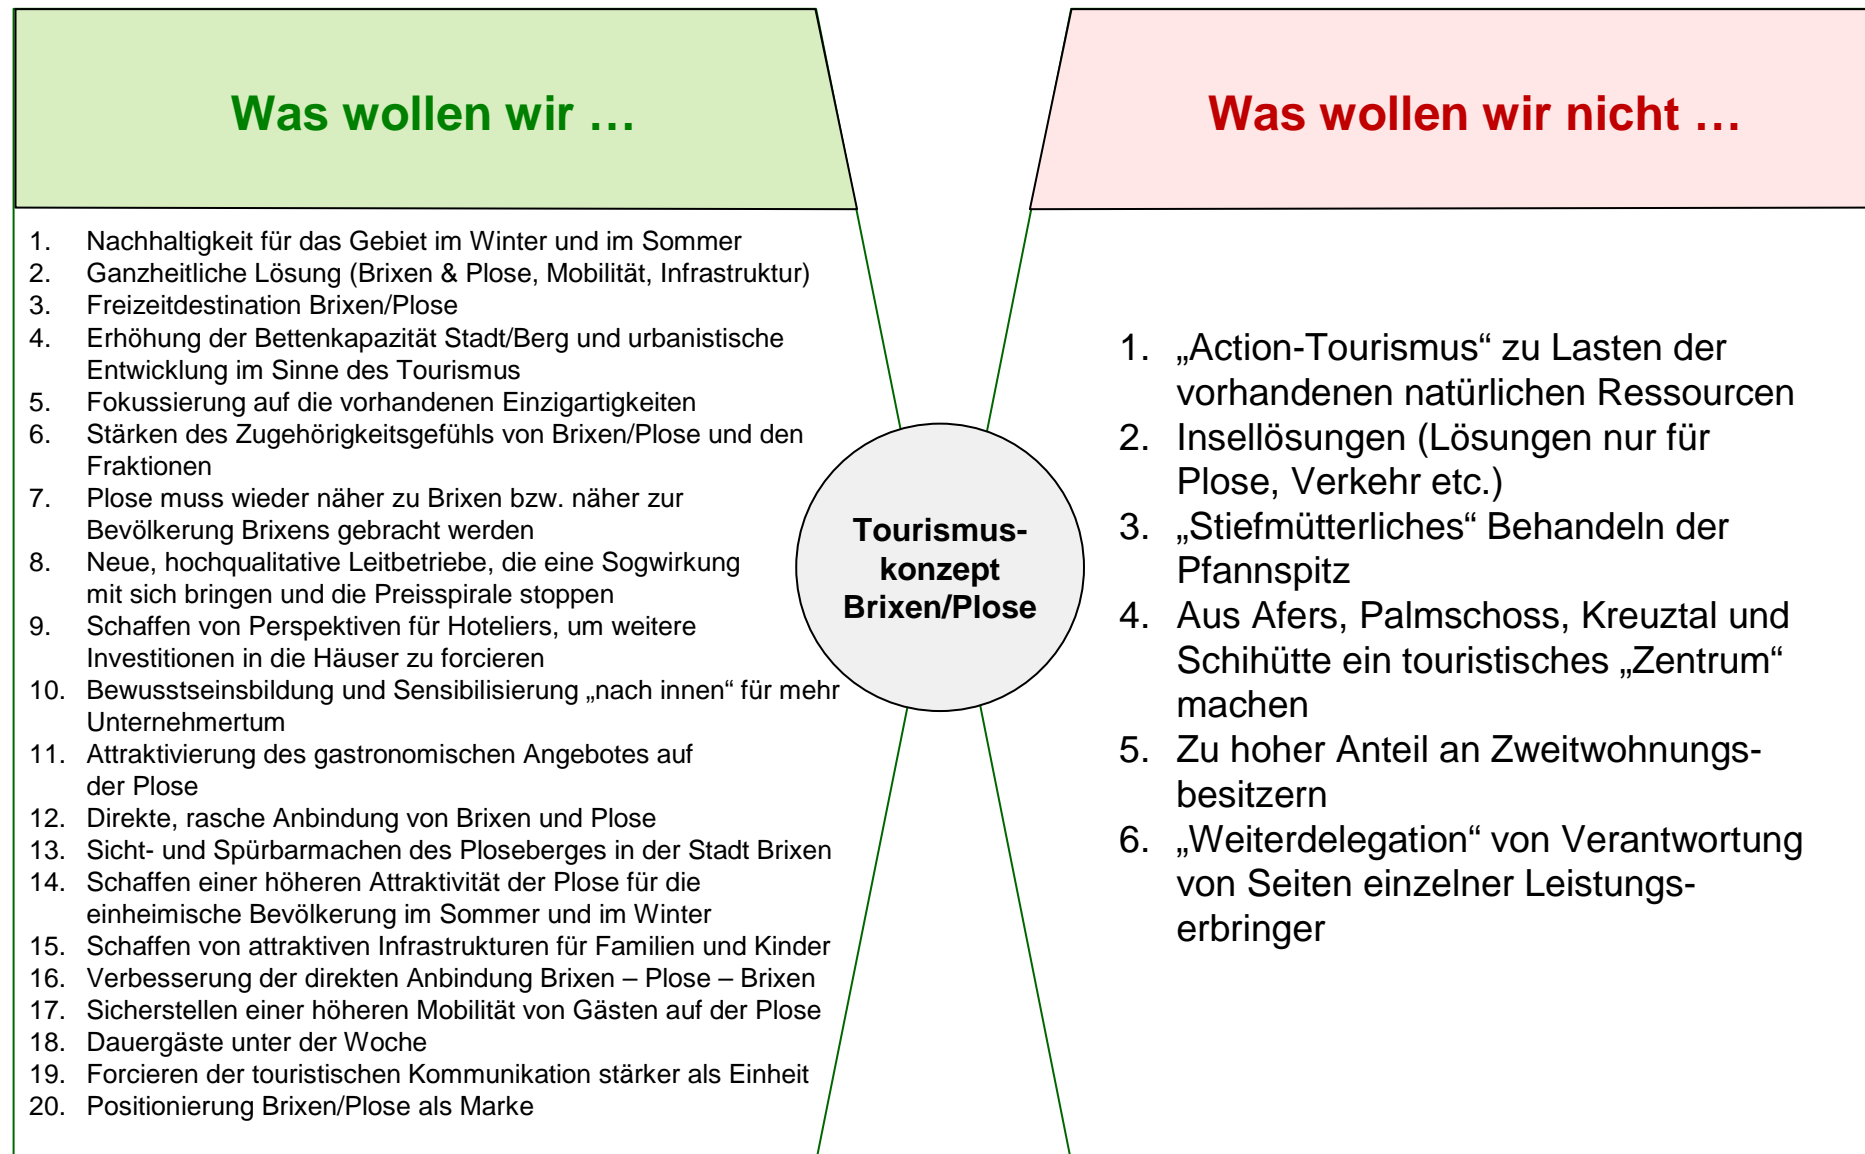 Was wollen wir …
1. Nachhaltigkeit für das Gebiet im Winter und im Sommer
2. Ganzheitliche Lösung (Brixen & Plose, Mobilität, Infrastruktur)
3. Freizeitdestination Brixen/Plose
4. Erhöhung der Bettenkapazität Stadt/Berg und urbanistische
Entwicklung im Sinne des Tourismus
5. Fokussierung auf die vorhandenen Einzigartigkeiten
6. Stärken des Zugehörigkeitsgefühls von Brixen/Plose und den
Fraktionen
7. Plose muss wieder näher zu Brixen bzw. näher zur
Bevölkerung Brixens gebracht werden
8. Neue, hochqualitative Leitbetriebe, die eine Sogwirkung
mit sich bringen und die Preisspirale stoppen
9. Schaffen von Perspektiven für Hoteliers, um weitere
Investitionen in die Häuser zu forcieren
10. Bewusstseinsbildung und Sensibilisierung „nach innen“ für mehr
Unternehmertum
11. Attraktivierung des gastronomischen Angebotes auf
der Plose
12. Direkte, rasche Anbindung von Brixen und Plose
13. Sicht- und Spürbarmachen des Ploseberges in der Stadt Brixen
14. Schaffen einer höheren Attraktivität der Plose für die
einheimische Bevölkerung im Sommer und im Winter
15. Schaffen von attraktiven Infrastrukturen für Familien und Kinder
16. Verbesserung der direkten Anbindung Brixen – Plose – Brixen
17. Sicherstellen einer höheren Mobilität von Gästen auf der Plose
18. Dauergäste unter der Woche
19. Forcieren der touristischen Kommunikation stärker als Einheit
20. Positionierung Brixen/Plose als Marke
Tourismus-
konzept
Brixen/Plose
Was wollen wir nicht …
1. „Action-Tourismus“ zu Lasten der
vorhandenen natürlichen Ressourcen
2. Insellösungen (Lösungen nur für
Plose, Verkehr etc.)
3. „Stiefmütterliches“ Behandeln der
Pfannspitz
4. Aus Afers, Palmschoss, Kreuztal und
Schihütte ein touristisches „Zentrum“
machen
5. Zu hoher Anteil an Zweitwohnungs-
besitzern
6. „Weiterdelegation“ von Verantwortung
von Seiten einzelner Leistungs-
erbringer